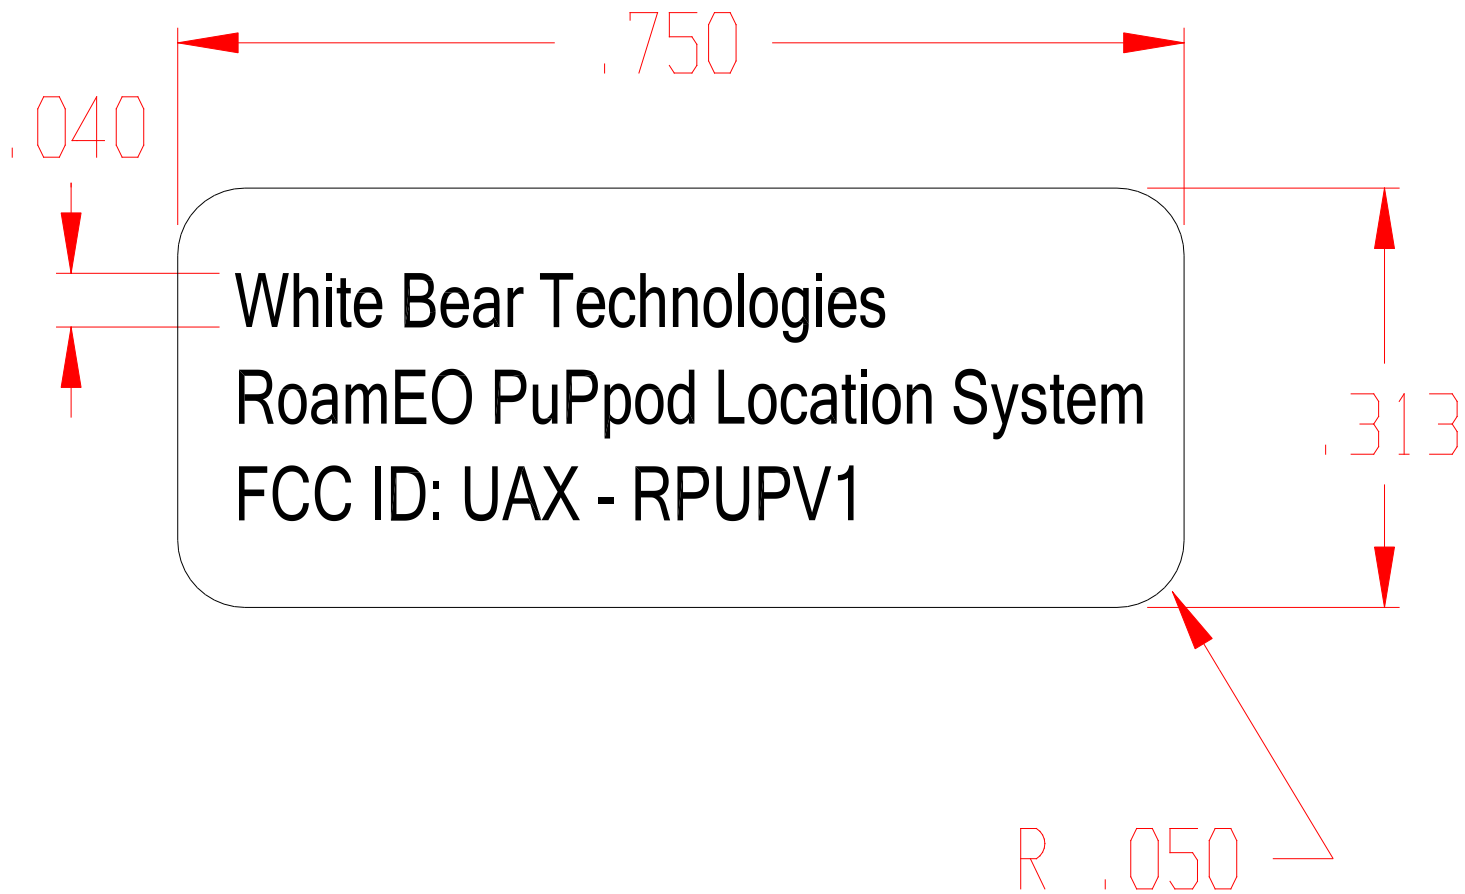 .750
.040
White Bear Technologies
RoamEO PuPpod Location System
.313
FCC ID: UAX - RPUPV1
R .050